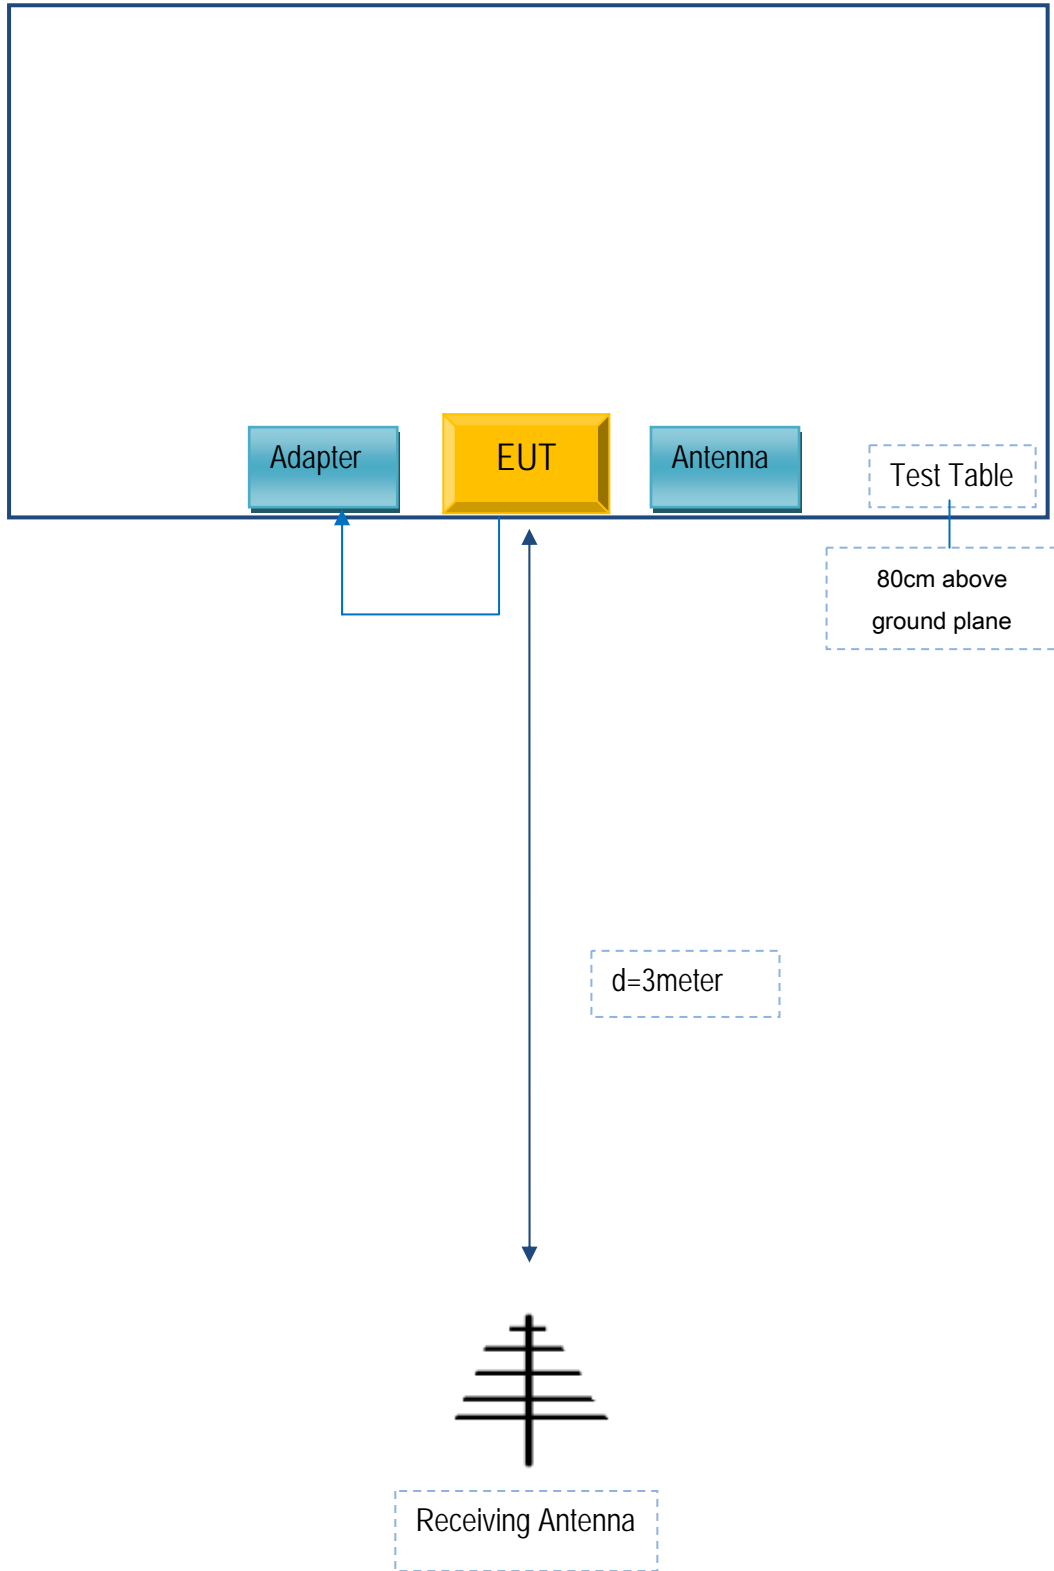 Adapter
EUT
Antenna
Test Table
80cm above
ground plane
d=3meter
Receiving Antenna